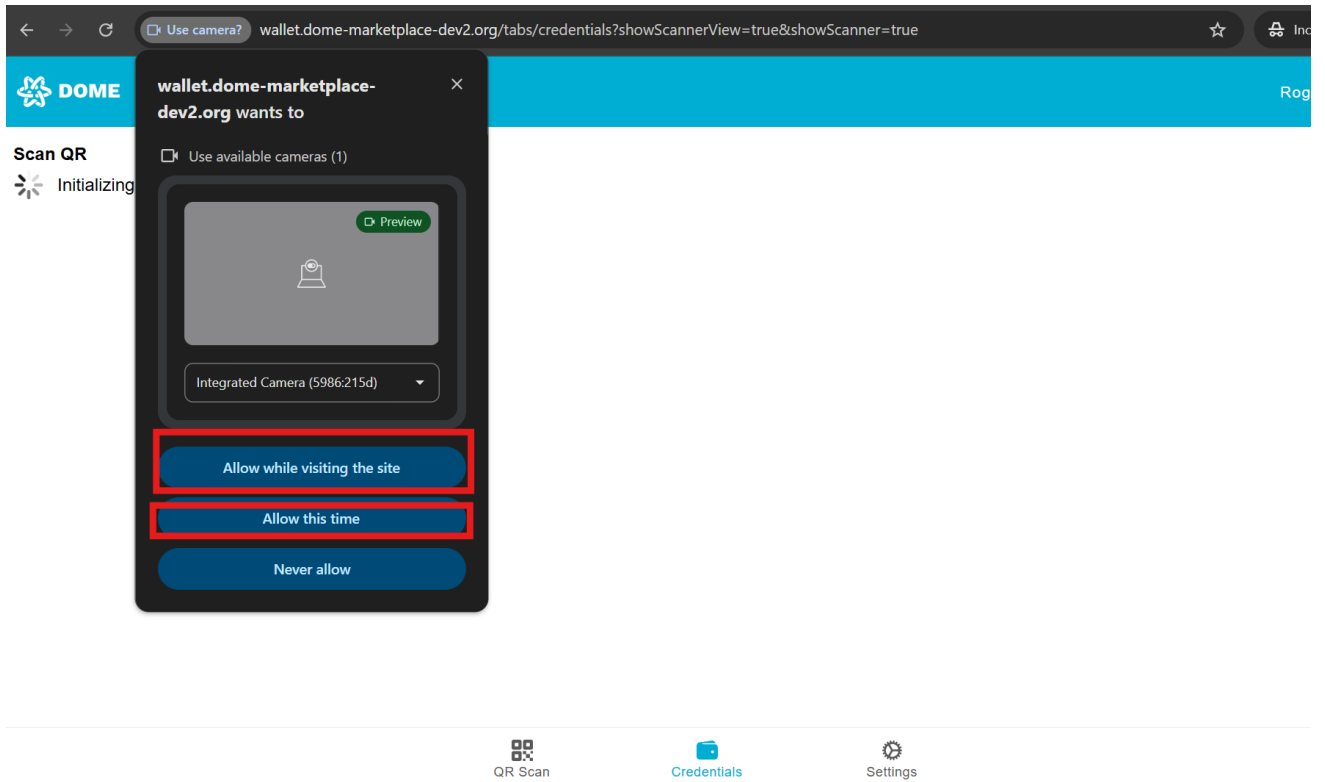 Use camera?
wallet.dome-marketplace-dev2.org/tabs/credentials?showScannerView=true&showScanner=true
Inc
DOME
Rog
wallet.dome-marketplace-
dev2.org wants to
Use available cameras (1)
Scan QR
Initializing
Preview
Integrated Camera (5986:215d)
Allow while visiting the site
Allow this time
Never allow
QR Scan
Credentials
Settings